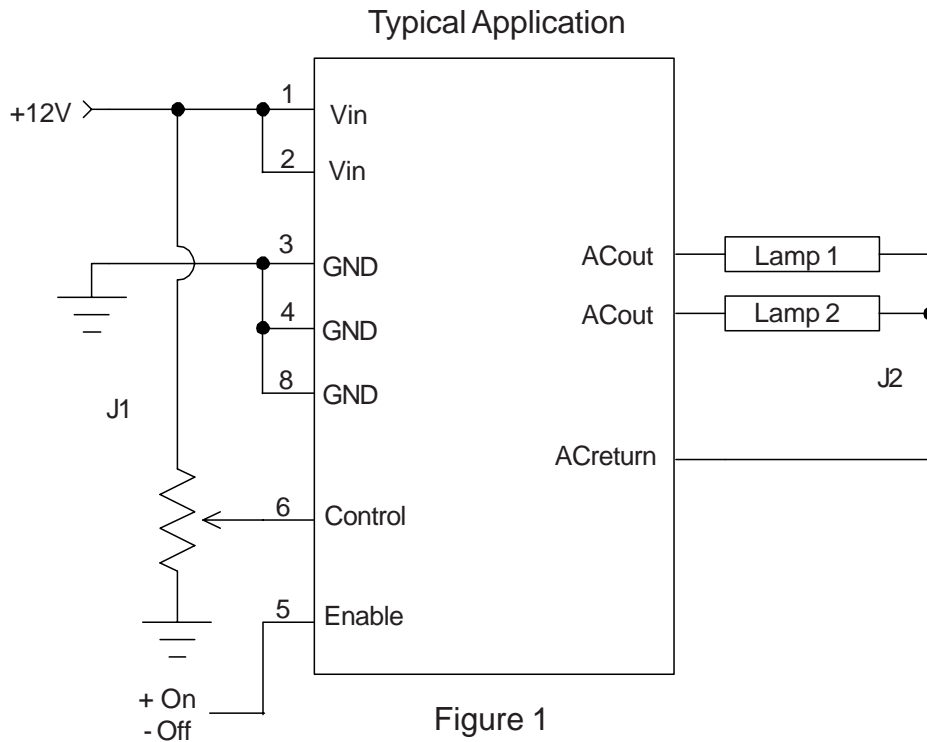 Typical Application
+12V
1
Vin
2
Vin
3
GND
4
GND
8
GND
J1
6
Control
5
Enable
+ On
- Off
ACout
Lamp 1
ACout
Lamp 2
J2
ACreturn
Figure 1